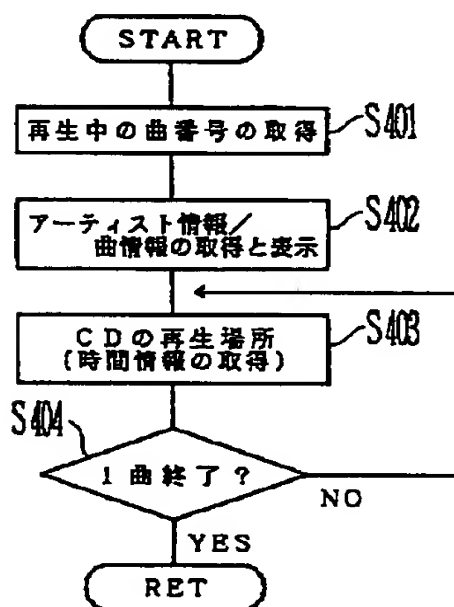 START
再生中の曲番号の取得
S401
アーティスト情報/
曲情報の取得と表示
S402
CDの再生場所
(時間情報の取得)
S403
S404
1曲終了?
NO
YES
RET